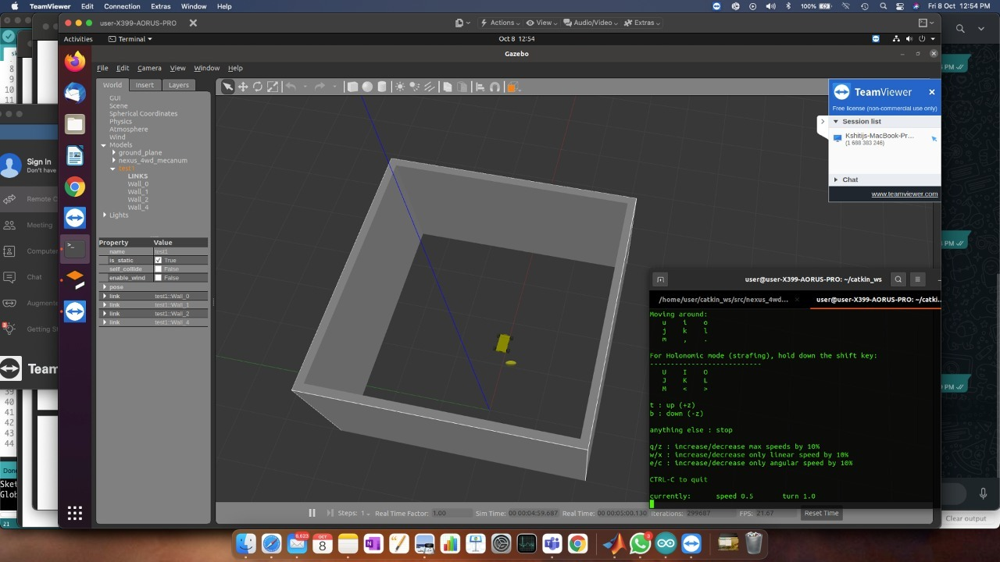 TeamViewer Edit Connection Extras Window Help
100% Fri 8 Oct 12:54 PM
user-X399-AORUS-PRO
Actions View Audio/Video Extras
Activities Terminal Oct 8 12:54
Gazebo
File Edit Camera View Window Help
World Insert Layers
GUI
Scene
Spherical Coordinates
Physics
Atmosphere
Wind
Models
ground_plane
nexus_4wd_mecanum
test1
LINKS
Wall_0
Wall_1
Wall_2
Wall_4
Lights
Property Value
name test1
is_static True
self_collide False
enable_wind False
pose
link test1::Wall_0
link test1::Wall_1
link test1::Wall_2
link test1::Wall_4
8
9
10
11
Sign In
Don't have
Remote C
Meeting
Compute
Chat
Augmente
3
Getting S
Team
39
40
41
42
43
44
Done
Sket
Glob
21
TeamViewer
Free license (non-commercial use only)
Session list
Kshitijs-MacBook-Pr...
(1 688 383 246)
Chat
www.teamviewer.com
user@user-X399-AORUS-PRO: ~/catkin_ws
/home/user/catkin_ws/src/nexus_4wd... user@user-X399-AORUS-PRO: ~/catki..
Moving around:
u i o
j k l
m , .
For Holonomic mode (strafing), hold down the shift key:
---------------------------
U I O
J K L
M < >
t : up (+z)
b : down (-z)
anything else : stop
q/z : increase/decrease max speeds by 10%
w/x : increase/decrease only linear speed by 10%
e/c : increase/decrease only angular speed by 10%
CTRL-C to quit
currently: speed 0.5 turn 1.0
Steps: 1 Real Time Factor: 1.00 Sim Time: 00 00:04:59.687 Real Time: 00 00:05:00.130 Iterations: 299687 FPS: 21.67 Reset Time
PM
PM
PM
Clear output
6,623
OCT
8
3